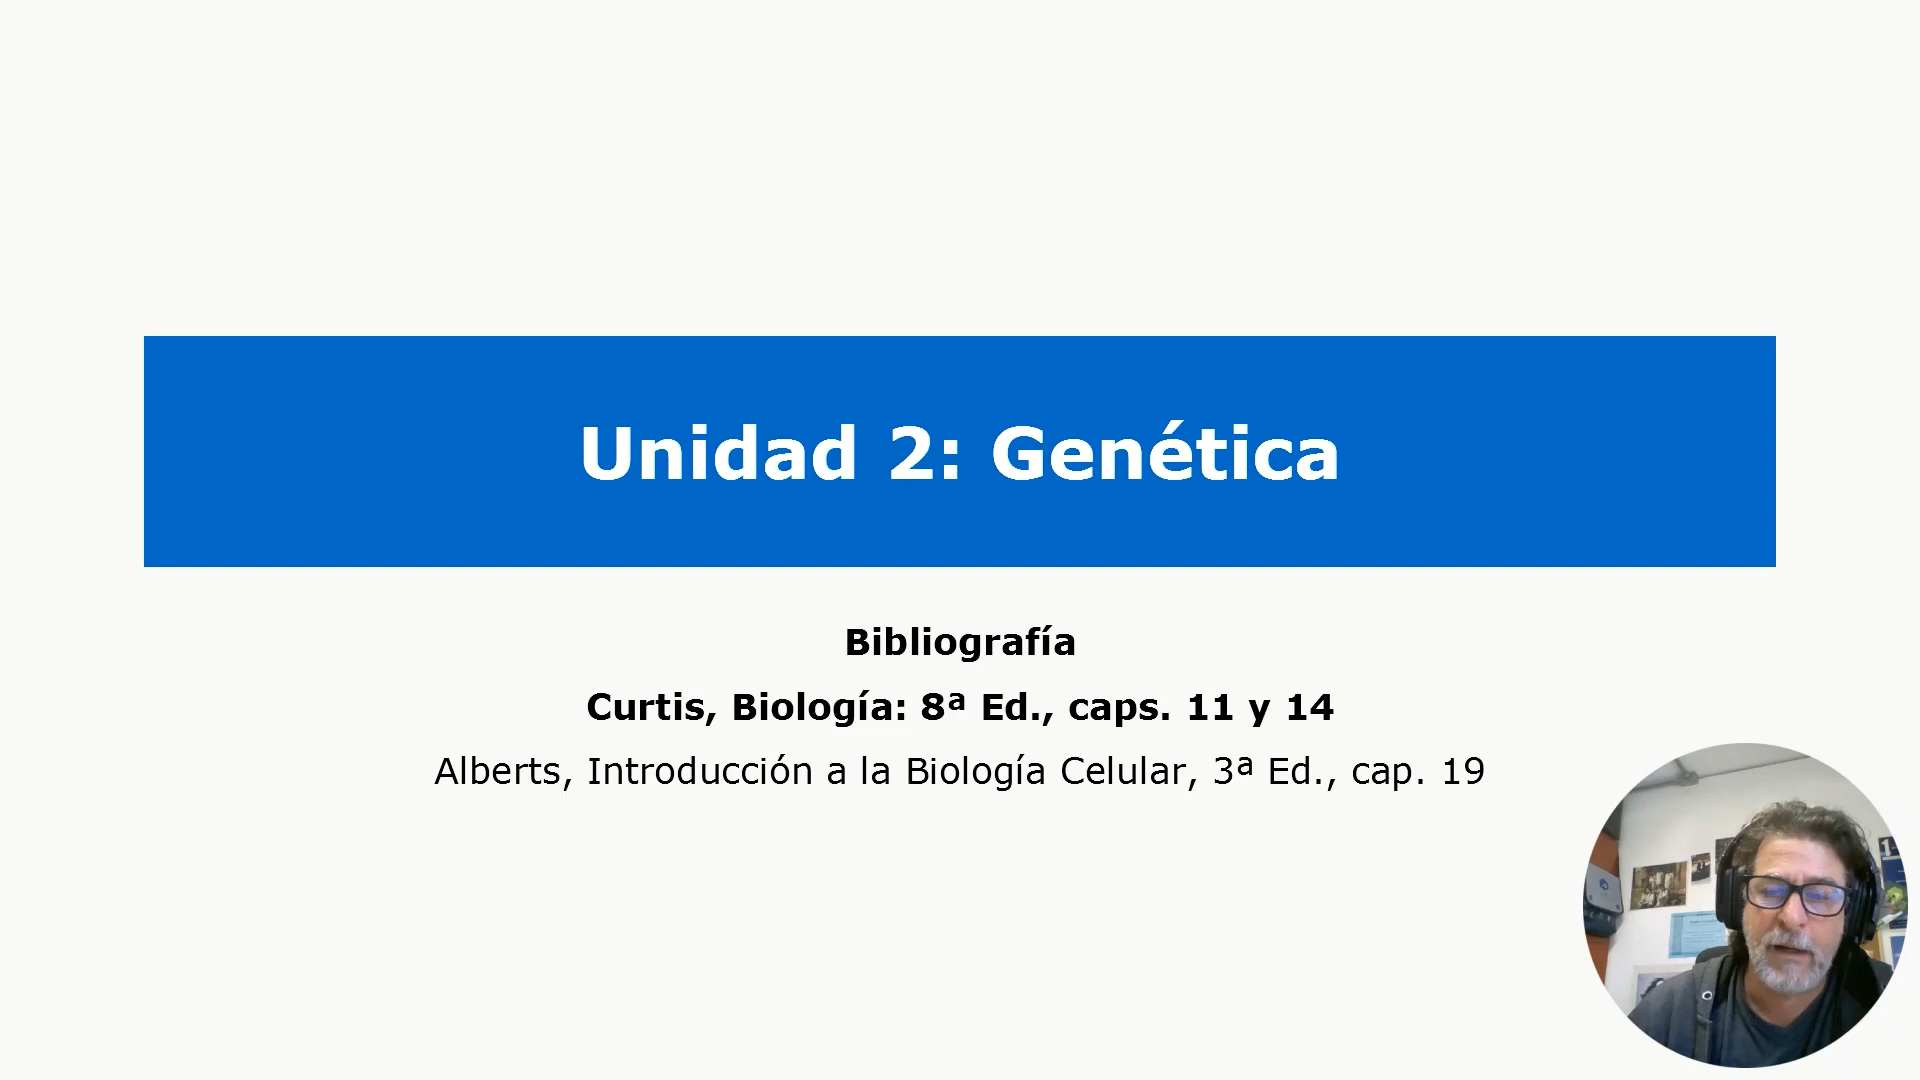 Unidad 2: Genética
Bibliografía
Curtis, Biología: 8ª Ed., caps. 11 y 14
Alberts, Introducción a la Biología Celular, 3ª Ed., cap. 19